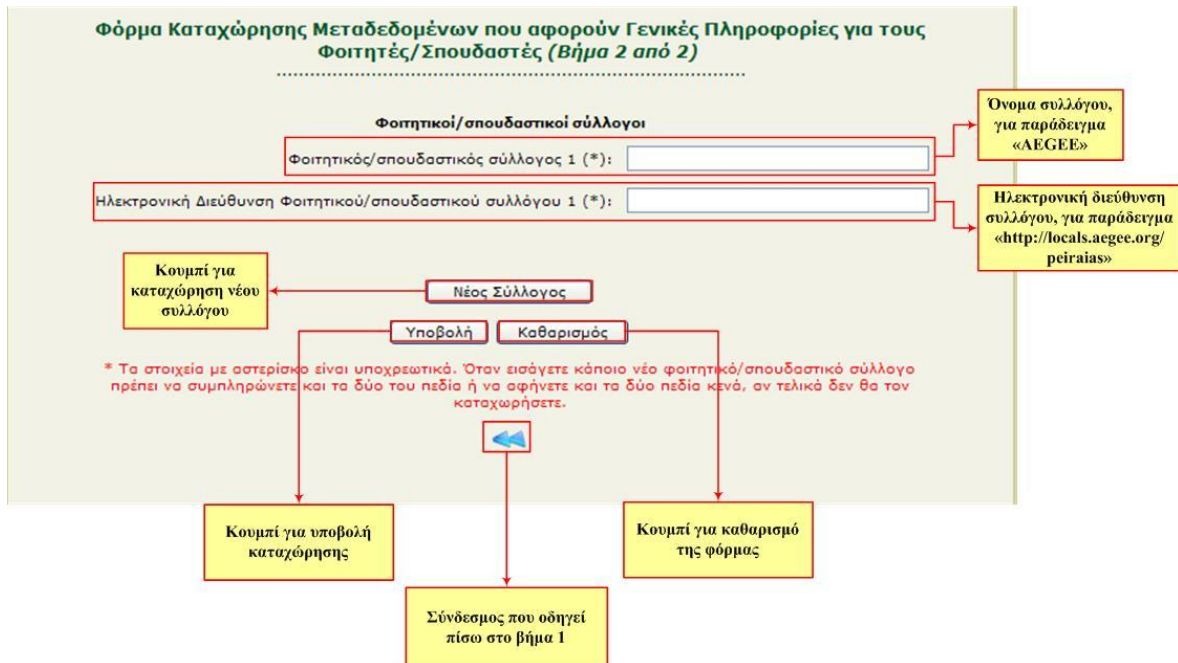 Φόρμα Καταχώρησης Μεταδεδομένων που αφορούν Γενικές Πληροφορίες για τους
Φοιτητές/Σπουδαστές (Βήμα 2 από 2)
Φοιτητικοί/σπουδαστικοί σύλλογοι
Φοιτητικός/σπουδαστικός σύλλογος 1 (*):
Όνομα συλλόγου,
για παράδειγμα
«AEGEE»
Ηλεκτρονική Διεύθυνση Φοιτητικού/σπουδαστικού συλλόγου 1 (*):
Ηλεκτρονική διεύθυνση
συλλόγου, για παράδειγμα
«http://locals.aegee.org/
peiraias»
Κουμπί για
καταχώρηση νέου
συλλόγου
Νέος Σύλλογος
Υποβολή
Καθαρισμός
* Τα στοιχεία με αστερίσκο είναι υποχρεωτικά. Όταν εισάγετε κάποιο νέο φοιτητικό/σπουδαστικό σύλλογο
πρέπει να συμπληρώνετε και τα δύο του πεδία ή να αφήνετε και τα δύο πεδία κενά, αν τελικά δεν θα τον
καταχωρήσετε.
Κουμπί για υποβολή
καταχώρησης
Κουμπί για καθαρισμό
της φόρμας
Σύνδεσμος που οδηγεί
πίσω στο βήμα 1